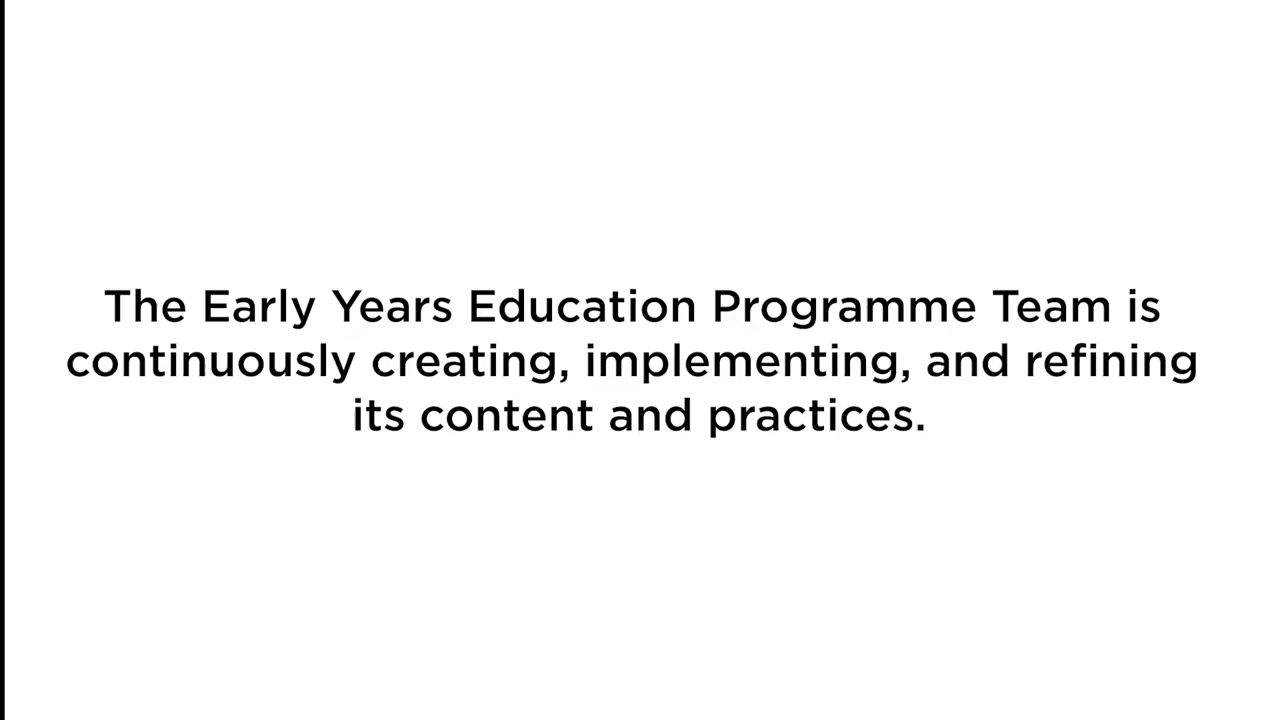 The Early Years Education Programme Team is
continuously creating, implementing, and refining
its content and practices.